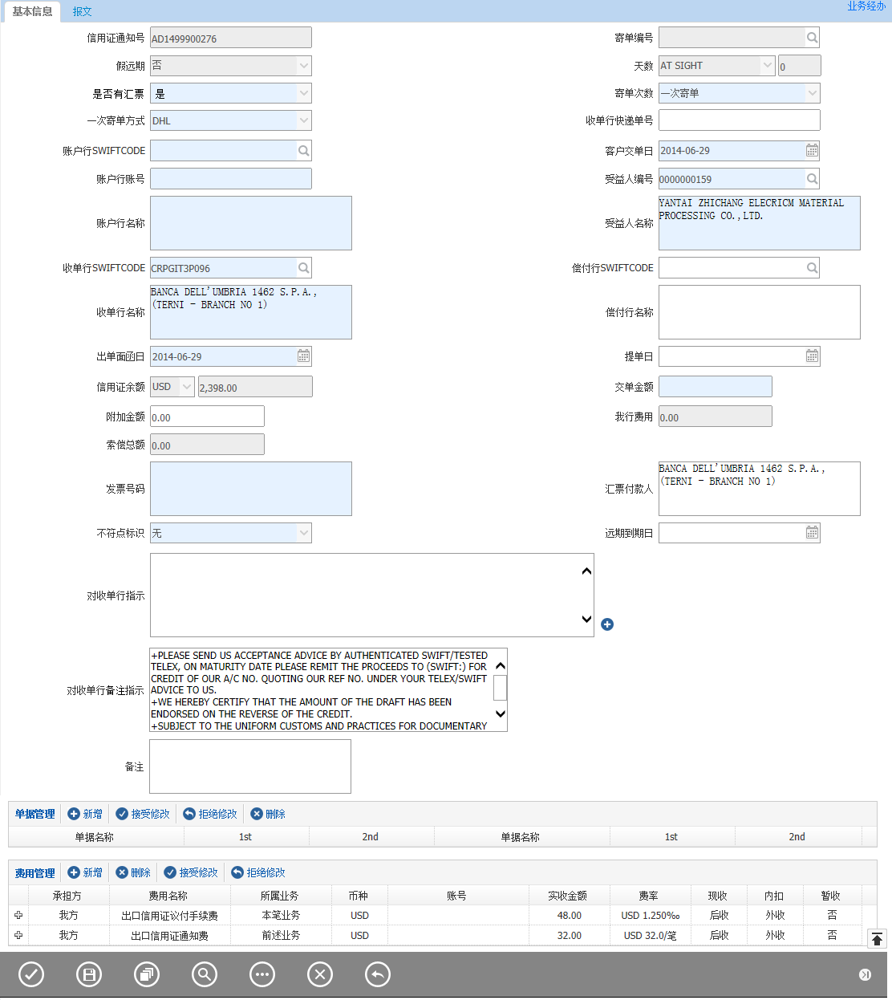 基本信息 报文 业务经办
信用证通知号 AD1499900276 寄单编号
假远期 否 天数 AT SIGHT 0
是否有汇票 是 寄单次数 一次寄单
一次寄单方式 DHL 收单行快递单号
账户行SWIFTCODE 客户交单日 2014-06-29
账户行账号 受益人编号 0000000159
账户行名称 受益人名称 YANTAI ZHICHANG ELECRICM MATERIAL
PROCESSING CO.,LTD.
收单行SWIFTCODE CRPGIT3P096 偿付行SWIFTCODE
收单行名称 BANCA DELL'UMBRIA 1462 S.P.A.,
(TERNI - BRANCH NO 1)
偿付行名称
出单面函日 2014-06-29 提单日
信用证余额 USD 2,398.00 交单金额
附加金额 0.00 我行费用 0.00
索偿总额 0.00
发票号码 汇票付款人 BANCA DELL'UMBRIA 1462 S.P.A.,
(TERNI - BRANCH NO 1)
不符点标识 无 远期到期日
对收单行指示
对收单行备注指示 +PLEASE SEND US ACCEPTANCE ADVICE BY AUTHENTICATED SWIFT/TESTED
TELEX, ON MATURITY DATE PLEASE REMIT THE PROCEEDS TO (SWIFT:) FOR
CREDIT OF OUR A/C NO. QUOTING OUR REF NO. UNDER YOUR TELEX/SWIFT
ADVICE TO US.
+WE HEREBY CERTIFY THAT THE AMOUNT OF THE DRAFT HAS BEEN
ENDORSED ON THE REVERSE OF THE CREDIT.
+SUBJECT TO THE UNIFORM CUSTOMS AND PRACTICES FOR DOCUMENTARY
备注
单据管理 新增 接受修改 拒绝修改 删除
单据名称 1st 2nd 单据名称 1st 2nd
费用管理 新增 删除 接受修改 拒绝修改
承担方 费用名称 所属业务 币种 账号 实收金额 费率 现收 内扣 暂收
我方 出口信用证议付手续费 本笔业务 USD 48.00 USD 1.250‰ 后收 外收 否
我方 出口信用证通知费 前述业务 USD 32.00 USD 32.0/笔 后收 外收 否